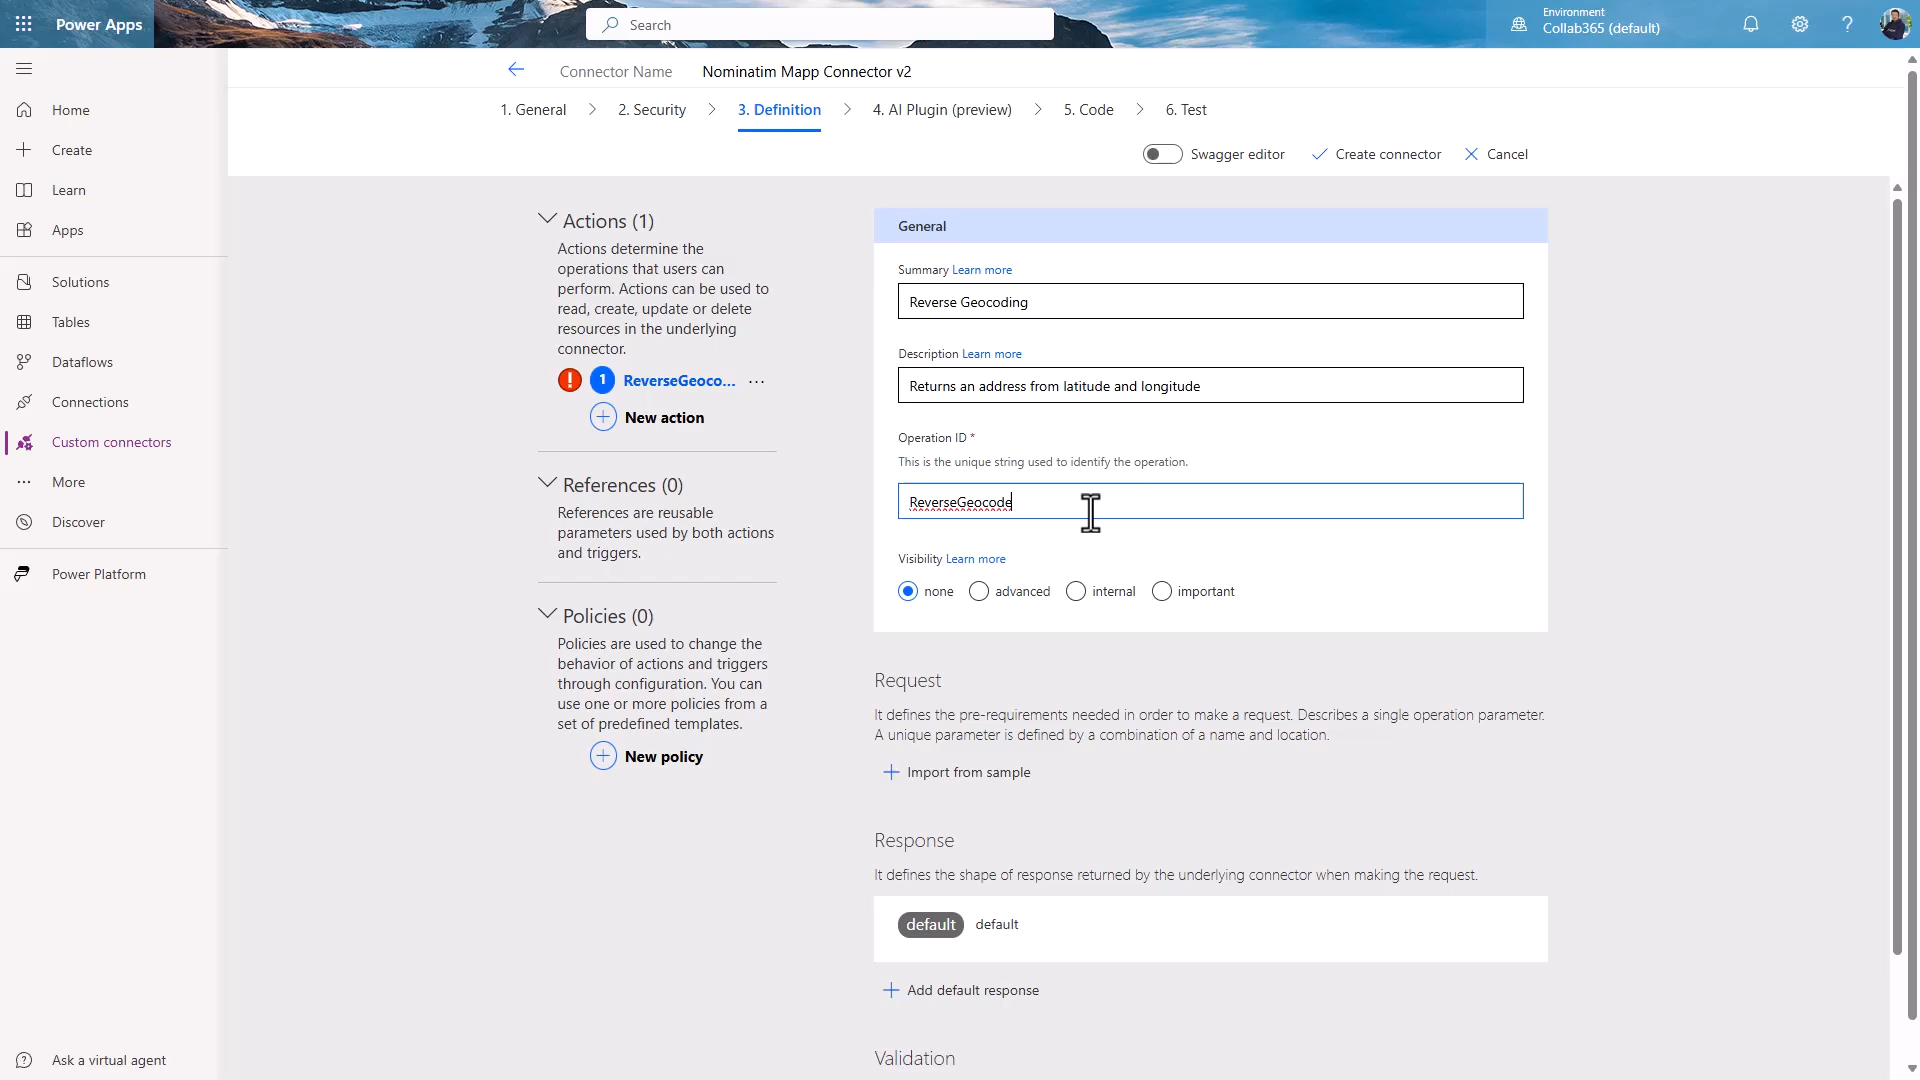 Power Apps
Search
Environment
Collab365 (default)
Connector Name
Nominatim Mapp Connector v2
1. General
2. Security
3. Definition
4. AI Plugin (preview)
5. Code
6. Test
Swagger editor
Create connector
Cancel
Home
Create
Learn
Apps
Solutions
Tables
Dataflows
Connections
Custom connectors
More
Discover
Power Platform
Ask a virtual agent
Actions (1)
Actions determine the
operations that users can
perform. Actions can be used to
read, create, update or delete
resources in the underlying
connector.
1
ReverseGeoco...
New action
References (0)
References are reusable
parameters used by both actions
and triggers.
Policies (0)
Policies are used to change the
behavior of actions and triggers
through configuration. You can
use one or more policies from a
set of predefined templates.
New policy
General
Summary Learn more
Reverse Geocoding
Description Learn more
Returns an address from latitude and longitude
Operation ID *
This is the unique string used to identify the operation.
ReverseGeocode
Visibility Learn more
none
advanced
internal
important
Request
It defines the pre-requirements needed in order to make a request. Describes a single operation parameter.
A unique parameter is defined by a combination of a name and location.
Import from sample
Response
It defines the shape of response returned by the underlying connector when making the request.
default default
Add default response
Validation